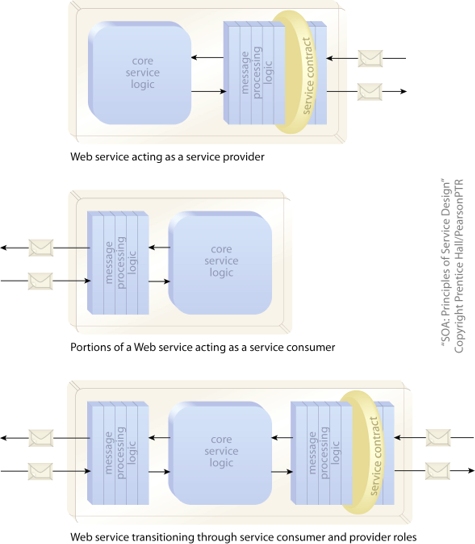 core
service
logic
message
processing
logic
service contract
Web service acting as a service provider
message
processing
logic
core
service
logic
Portions of a Web service acting as a service consumer
message
processing
logic
core
service
logic
message
processing
logic
service contract
Web service transitioning through service consumer and provider roles
"SOA: Principles of Service Design"
Copyright Prentice Hall/PearsonPTR